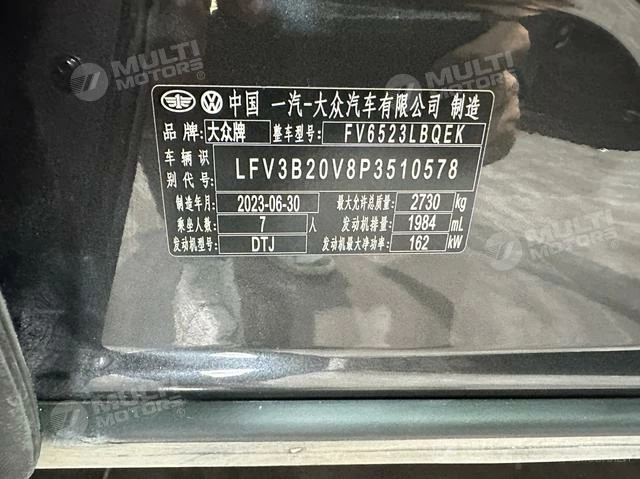 中国 一汽-大众汽车有限公司 制造
品牌 大众牌 整车型号: FV6523LBQEK
车辆识别代号: LFV3B20V8P3510578
制造年月: 2023-06-30 最大允许总质量: 2730 kg
乘坐人数: 7 人 发动机排量: 1984 mL
发动机型号: DTJ 发动机最大净功率: 162 kW
MULTI MOTORS®
MULTI MOTORS®
MULTI MOTORS®
MULTI MOTORS®
MULTI MOTORS